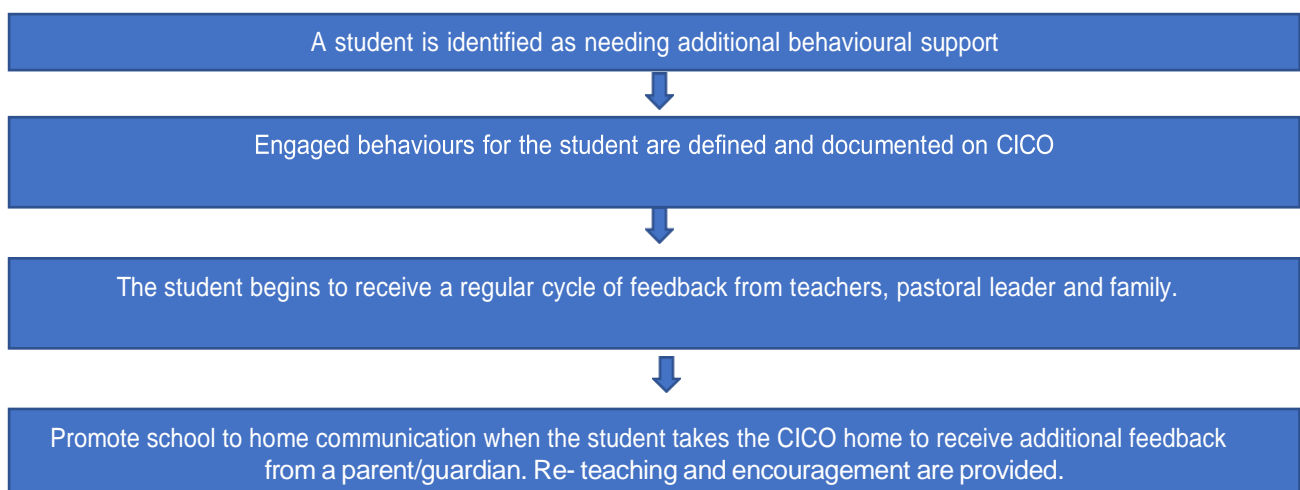 A student is identified as needing additional behavioural support
Engaged behaviours for the student are defined and documented on CICO
The student begins to receive a regular cycle of feedback from teachers, pastoral leader and family.
Promote school to home communication when the student takes the CICO home to receive additional feedback
from a parent/guardian. Re- teaching and encouragement are provided.